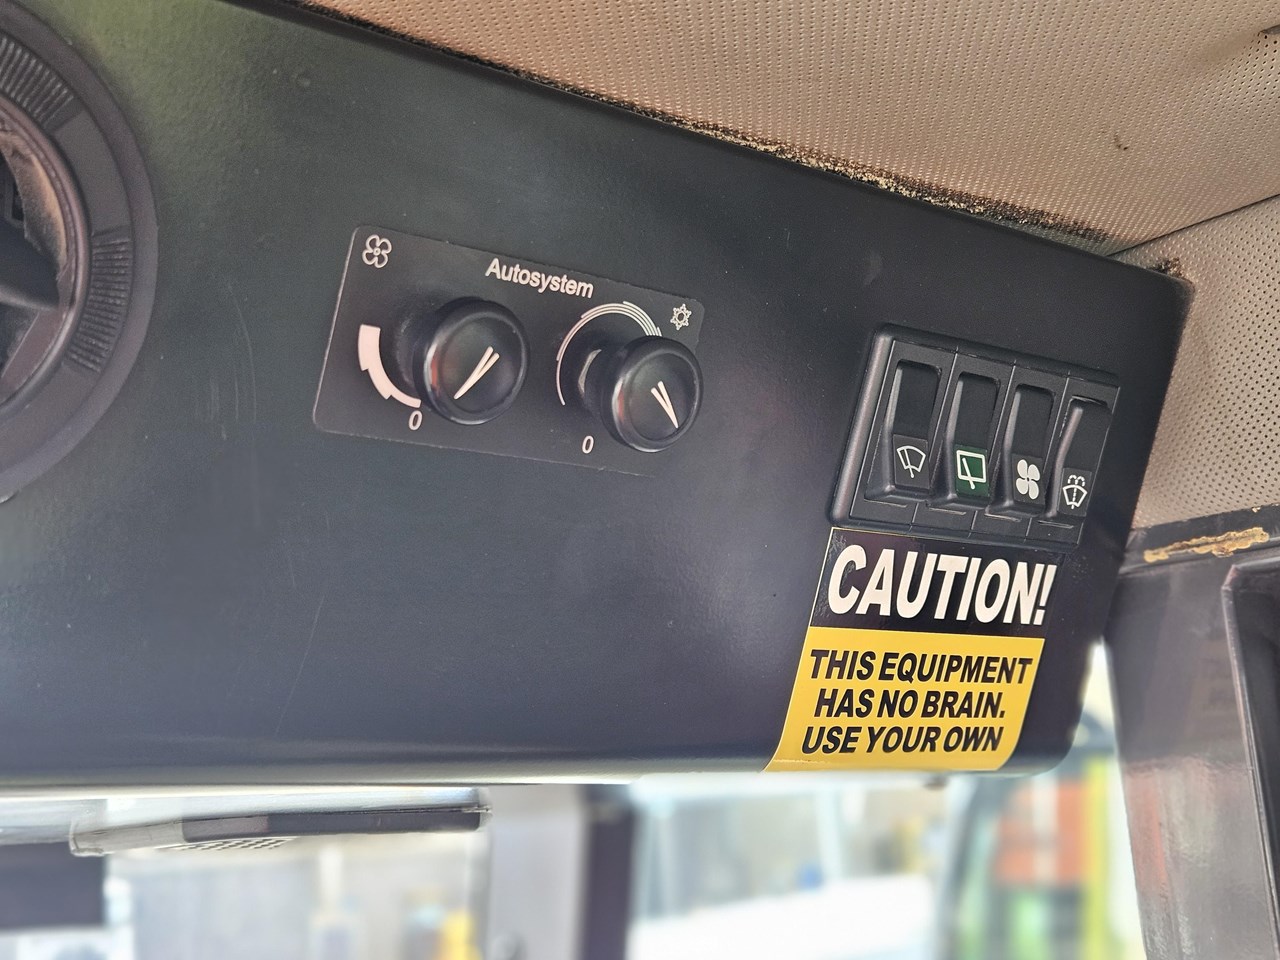 Autosystem
0
0
CAUTION!
THIS EQUIPMENT
HAS NO BRAIN.
USE YOUR OWN